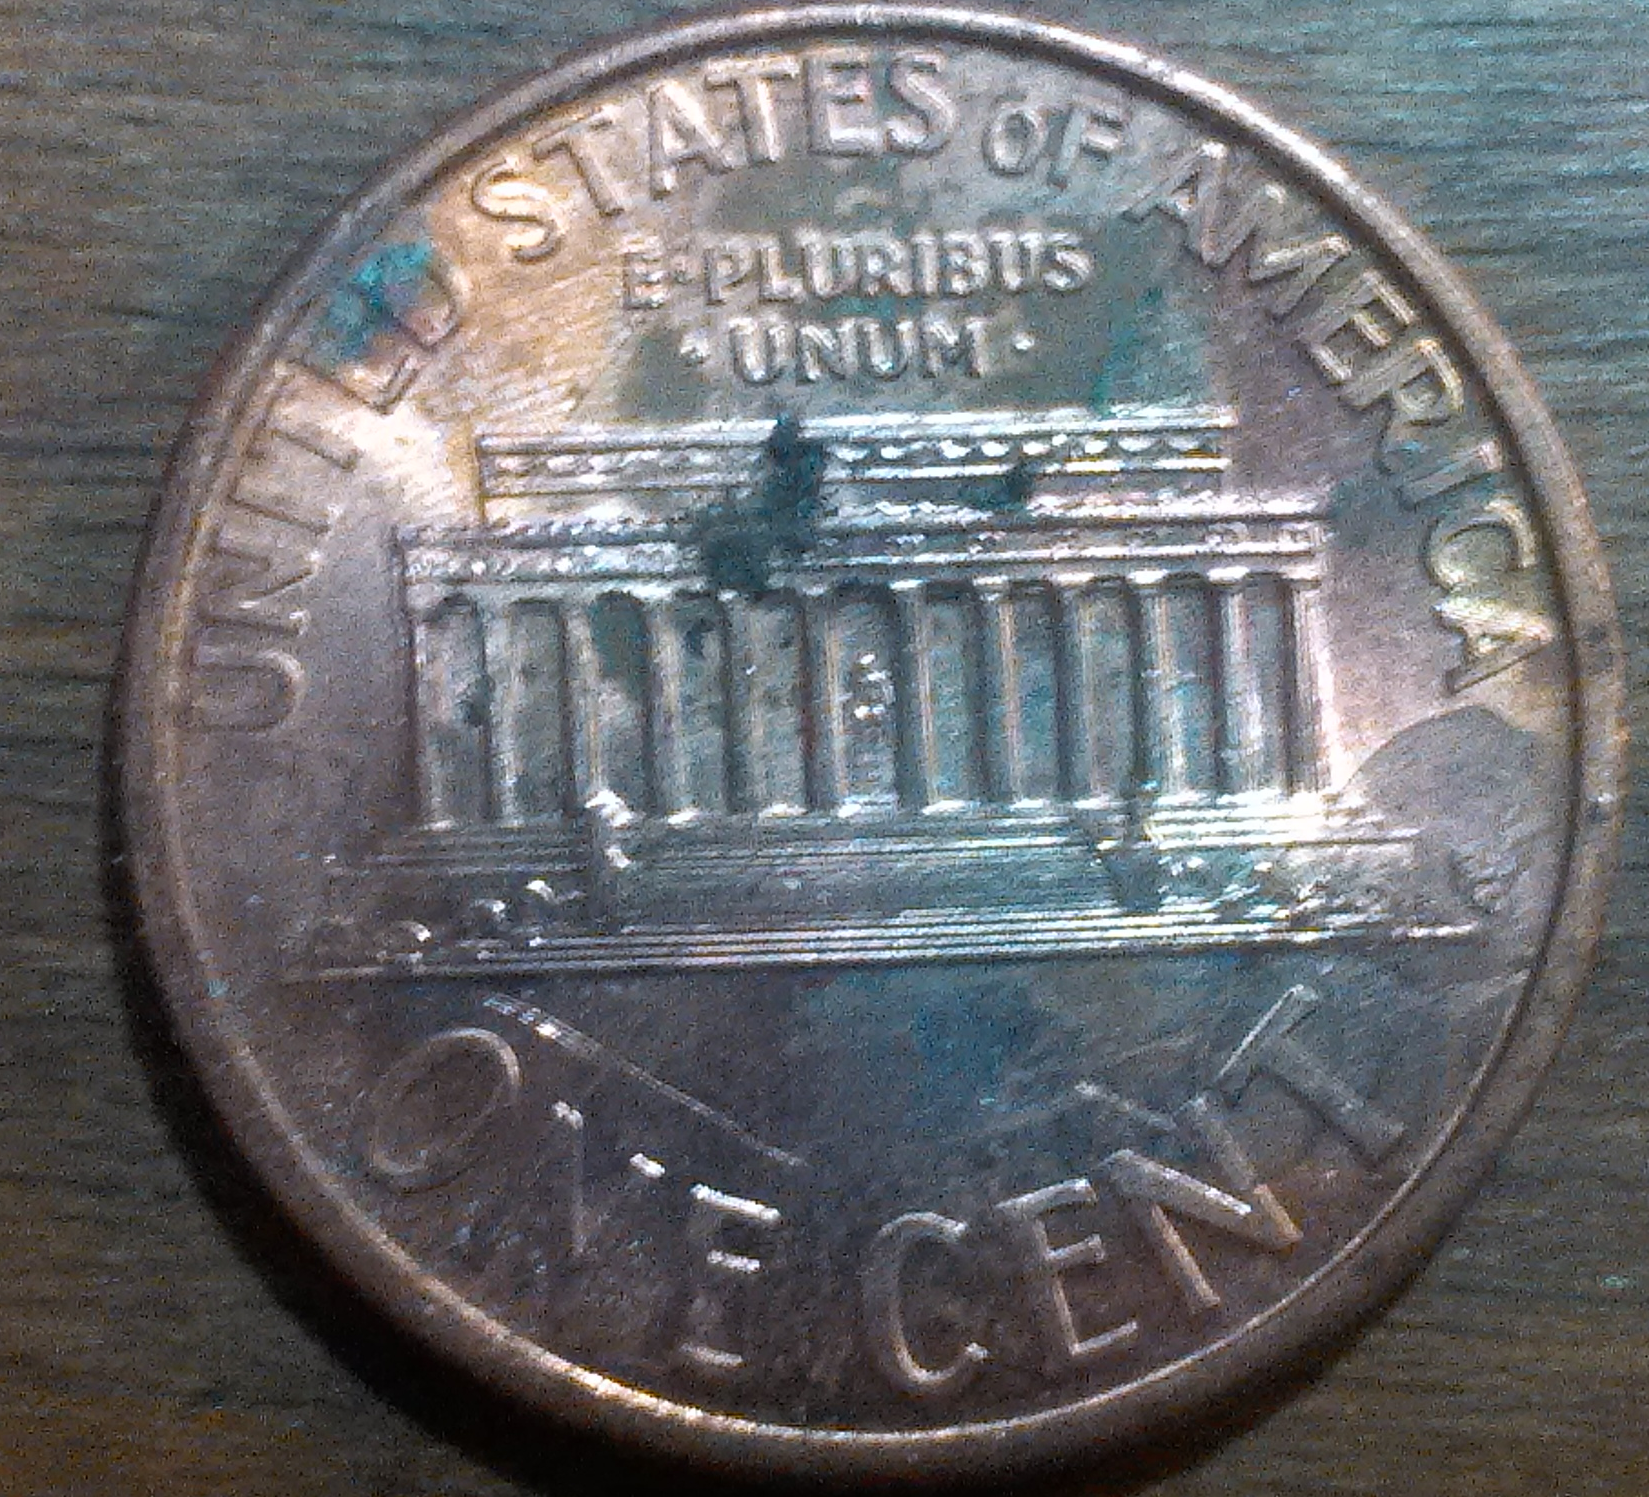 UNITED STATES OF AMERICA
E·PLURIBUS
·UNUM·
ONE CENT